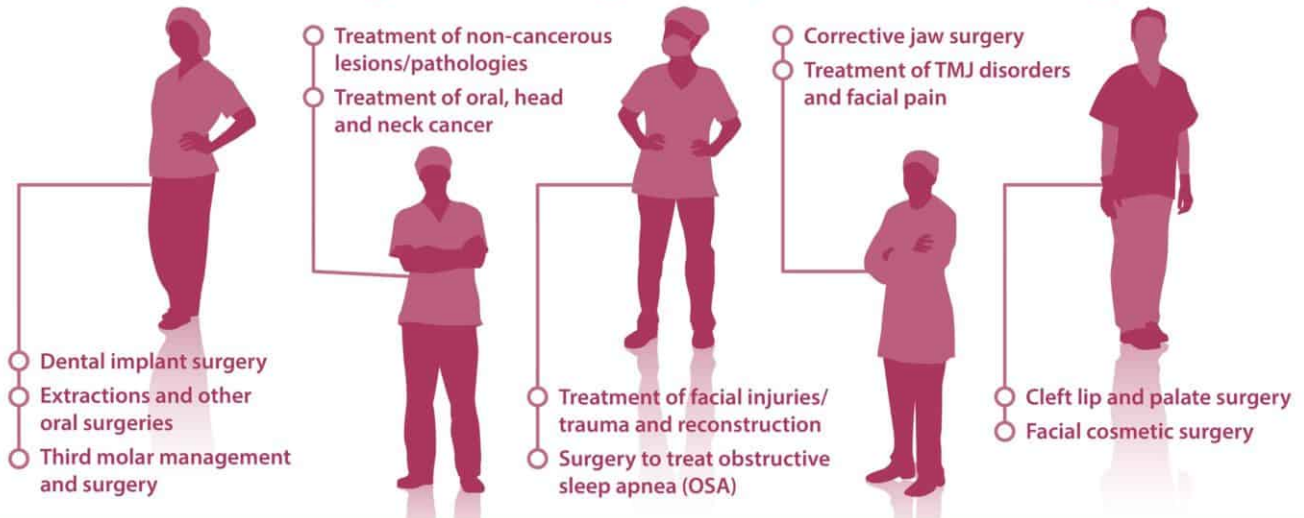 Treatment of non-cancerous
lesions/pathologies
Treatment of oral, head
and neck cancer
Corrective jaw surgery
Treatment of TMJ disorders
and facial pain
Dental implant surgery
Extractions and other
oral surgeries
Third molar management
and surgery
Treatment of facial injuries/
trauma and reconstruction
Surgery to treat obstructive
sleep apnea (OSA)
Cleft lip and palate surgery
Facial cosmetic surgery